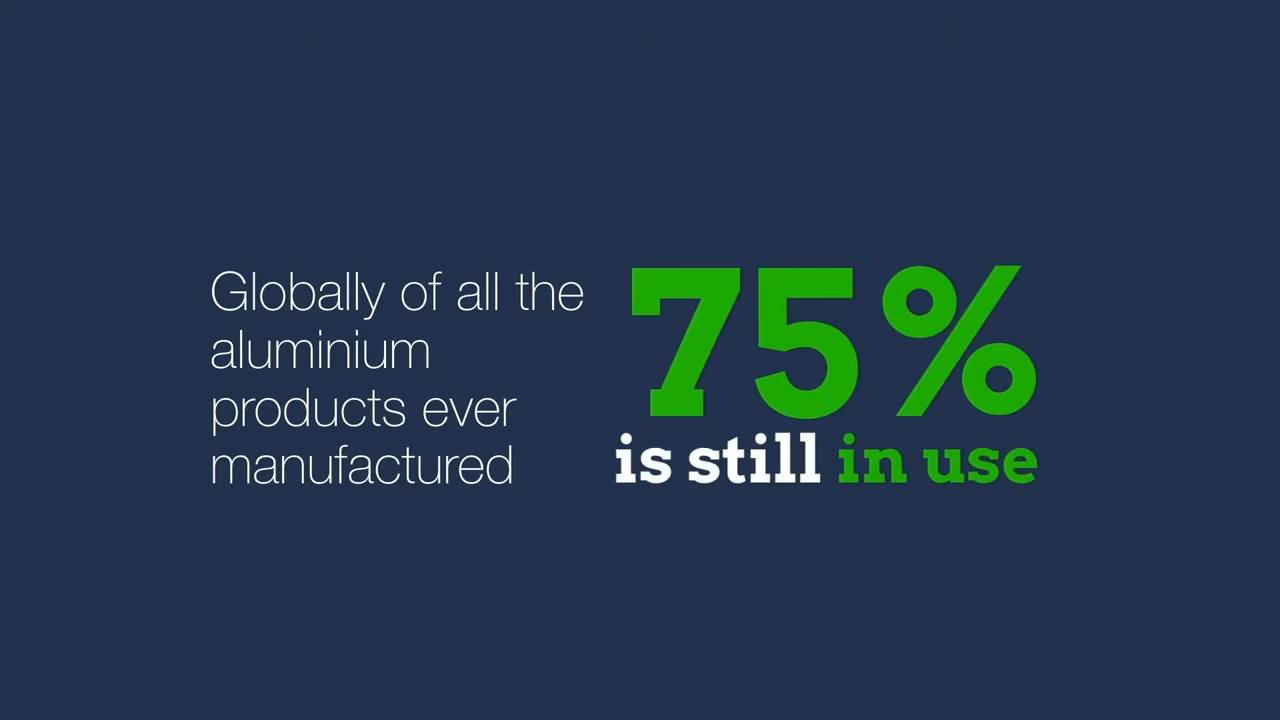 Globally of all the
aluminium
products ever
manufactured
75%
is still in use